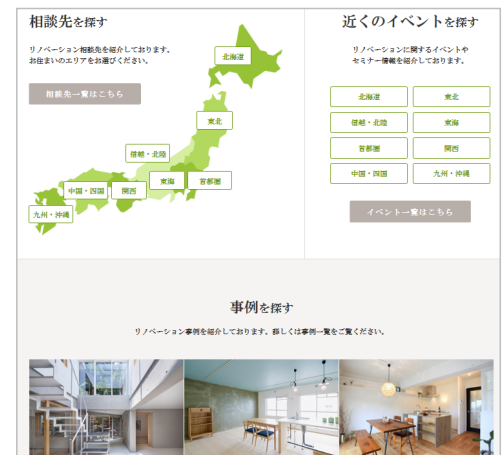 相談先を探す
リノベーション相談先を紹介しております。
お住まいのエリアをお選びください。
相談先一覧はこちら
北海道
東北
信越・北陸
東海
首都圏
中国・四国
関西
九州・沖縄
近くのイベントを探す
リノベーションに関するイベントや
セミナー情報を紹介しております。
北海道
東北
信越・北陸
東海
首都圏
関西
中国・四国
九州・沖縄
イベント一覧はこちら
事例を探す
リノベーション事例を紹介しております。詳しくは事例一覧をご覧ください。